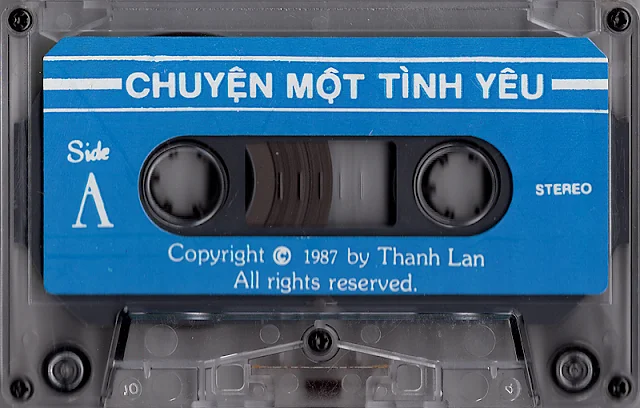 CHUYỆN MỘT TÌNH YÊU
Side
A
STEREO
Copyright © 1987 by Thanh Lan
All rights reserved.